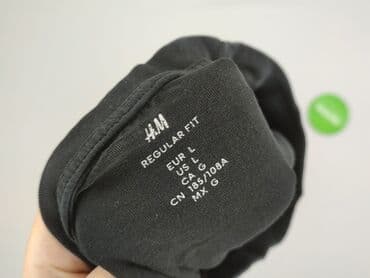 H&M
REGULAR FIT
EUR L
US L
CA G
CN 185/108A
MX G